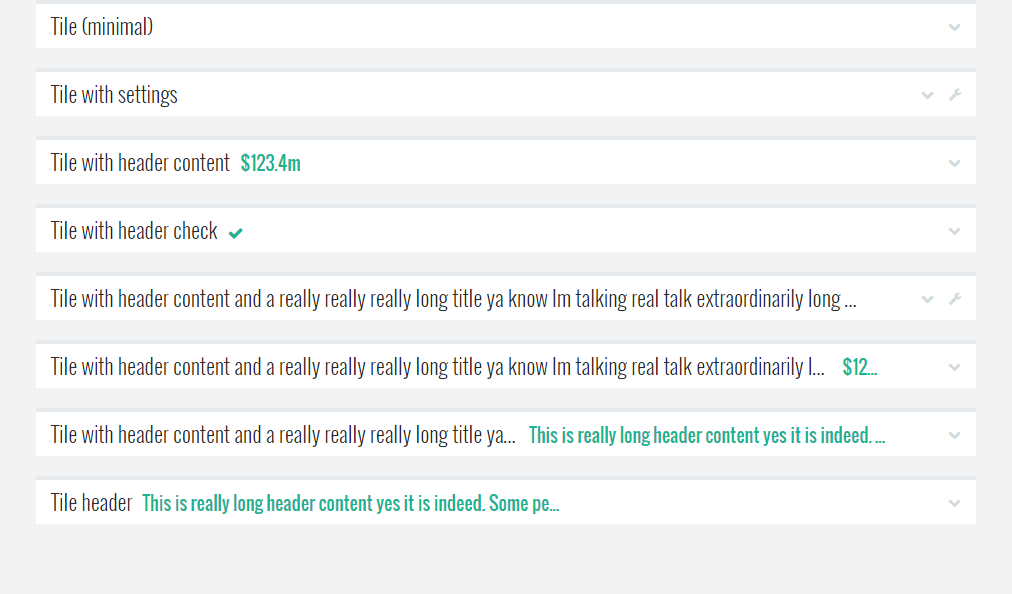 Tile (minimal)
Tile with settings
Tile with header content $123.4m
Tile with header check
Tile with header content and a really really really long title ya know Im talking real talk extraordinarily long ...
Tile with header content and a really really really long title ya know Im talking real talk extraordinarily l... $12...
Tile with header content and a really really really long title ya... This is really long header content yes it is indeed. ...
Tile header This is really long header content yes it is indeed. Some pe...